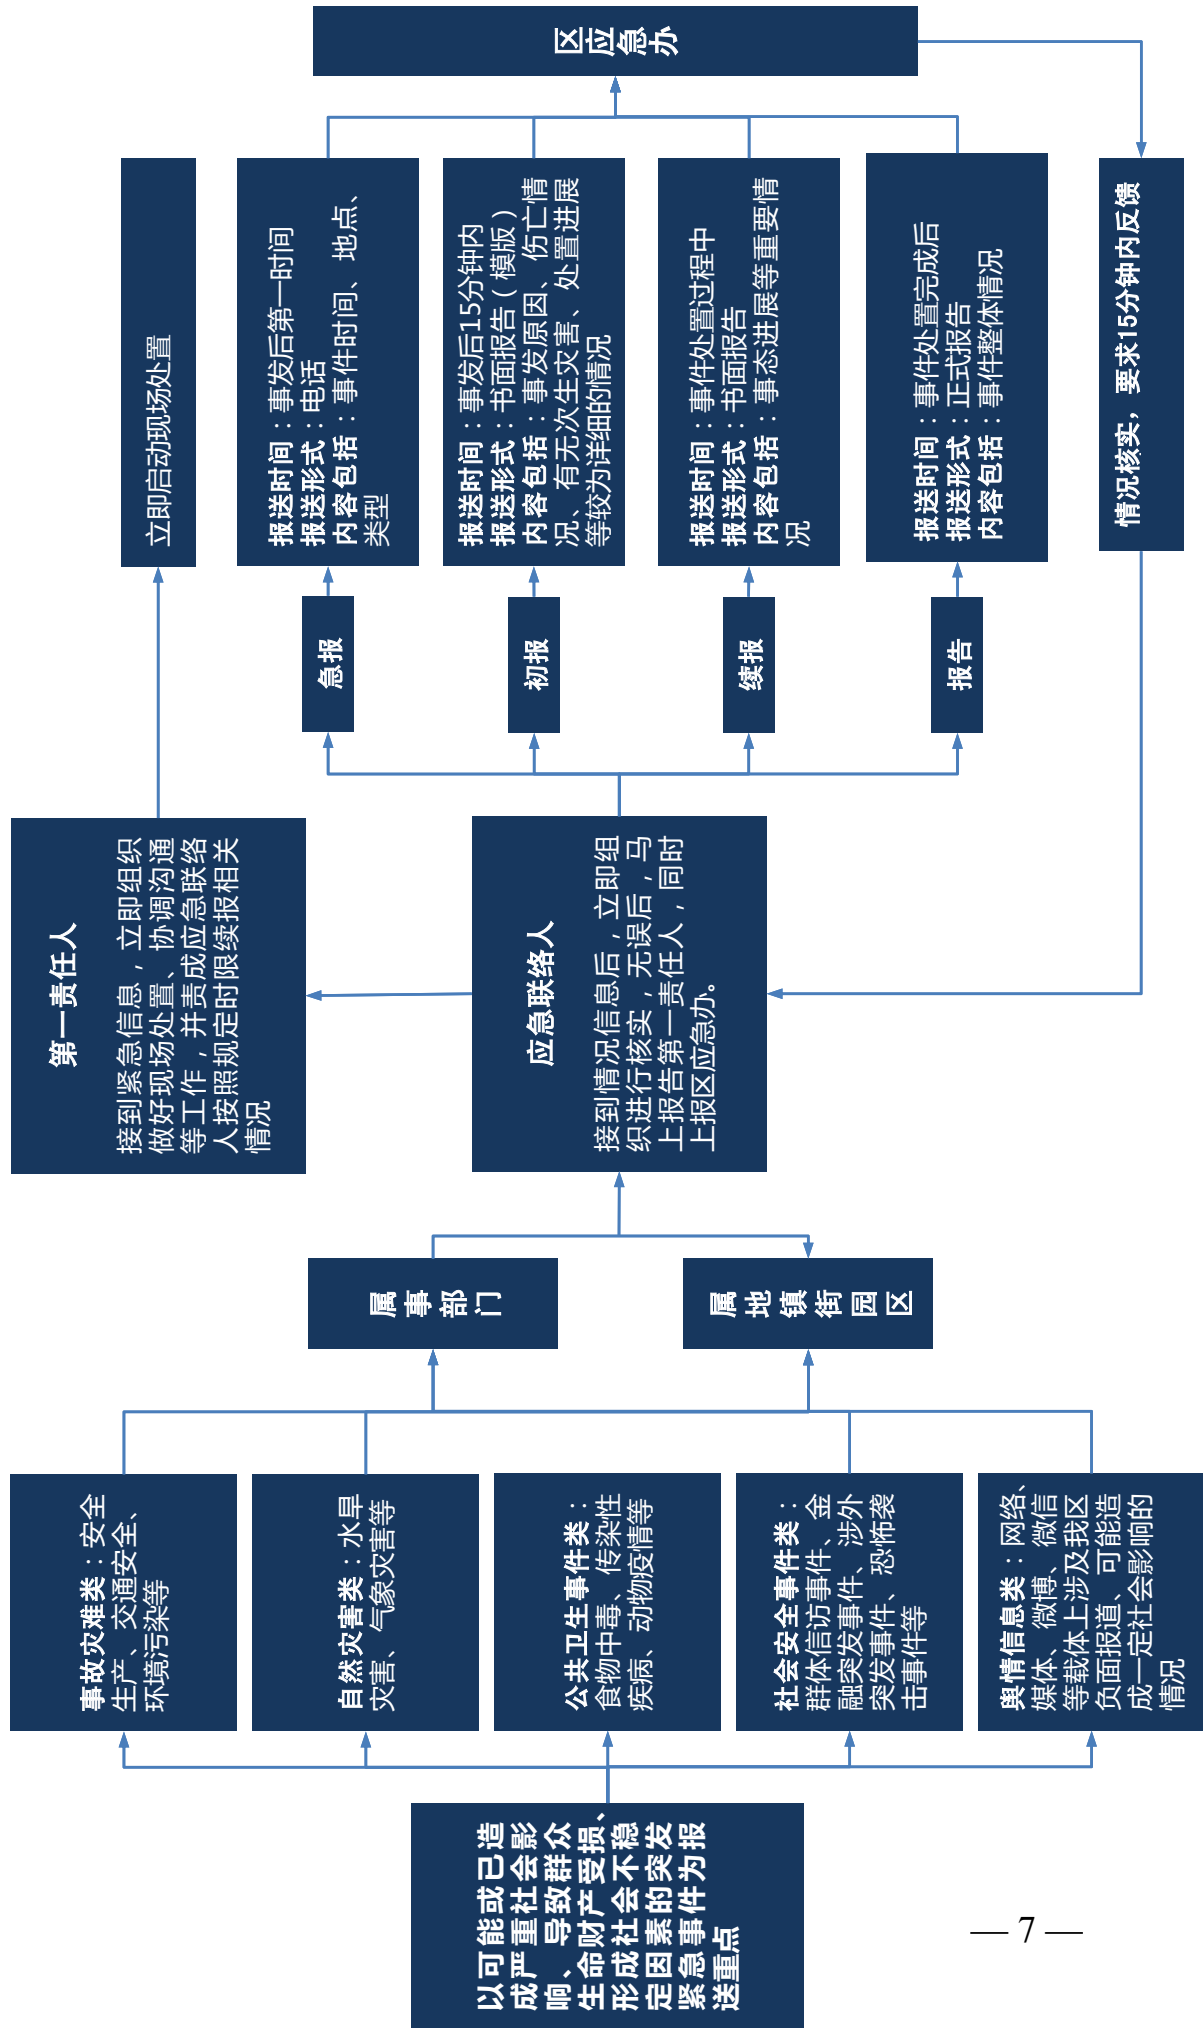 以可能或已造
成严重社会影
响、导致群众
生命财产受损、
形成社会不稳
定因素的突发
紧急事件为报
送重点
事故灾难类：安全
生产、交通安全、
环境污染等
自然灾害类：水旱
灾害、气象灾害等
公共卫生事件类：
食物中毒、传染性
疾病、动物疫情等
社会安全事件类：
群体信访事件、金
融突发事件、涉外
突发事件、恐怖袭
击事件等
舆情信息类：网络、
媒体、微博、微信
等载体上涉及我区
负面报道、可能造
成一定社会影响的
情况
属事部门
属地镇街园区
第一责任人
接到紧急信息，立即组织
做好现场处置、协调沟通
等工作，并责成应急联络
人按照规定时限续报相关
情况
应急联络人
接到情况信息后，立即组
织进行核实，无误后，马
上报告第一责任人，同时
上报区应急办。
立即启动现场处置
急报
报送时间：事发后第一时间
报送形式：电话
内容包括：事件时间、地点、
类型
初报
报送时间：事发后15分钟内
报送形式：书面报告（模版）
内容包括：事发原因、伤亡情
况、有无次生灾害、处置进展
等较为详细的情况
续报
报送时间：事件处置过程中
报送形式：书面报告
内容包括：事态进展等重要情
况
报告
报送时间：事件处置完成后
报送形式：正式报告
内容包括：事件整体情况
情况核实，要求15分钟内反馈
区应急办
— 7 —